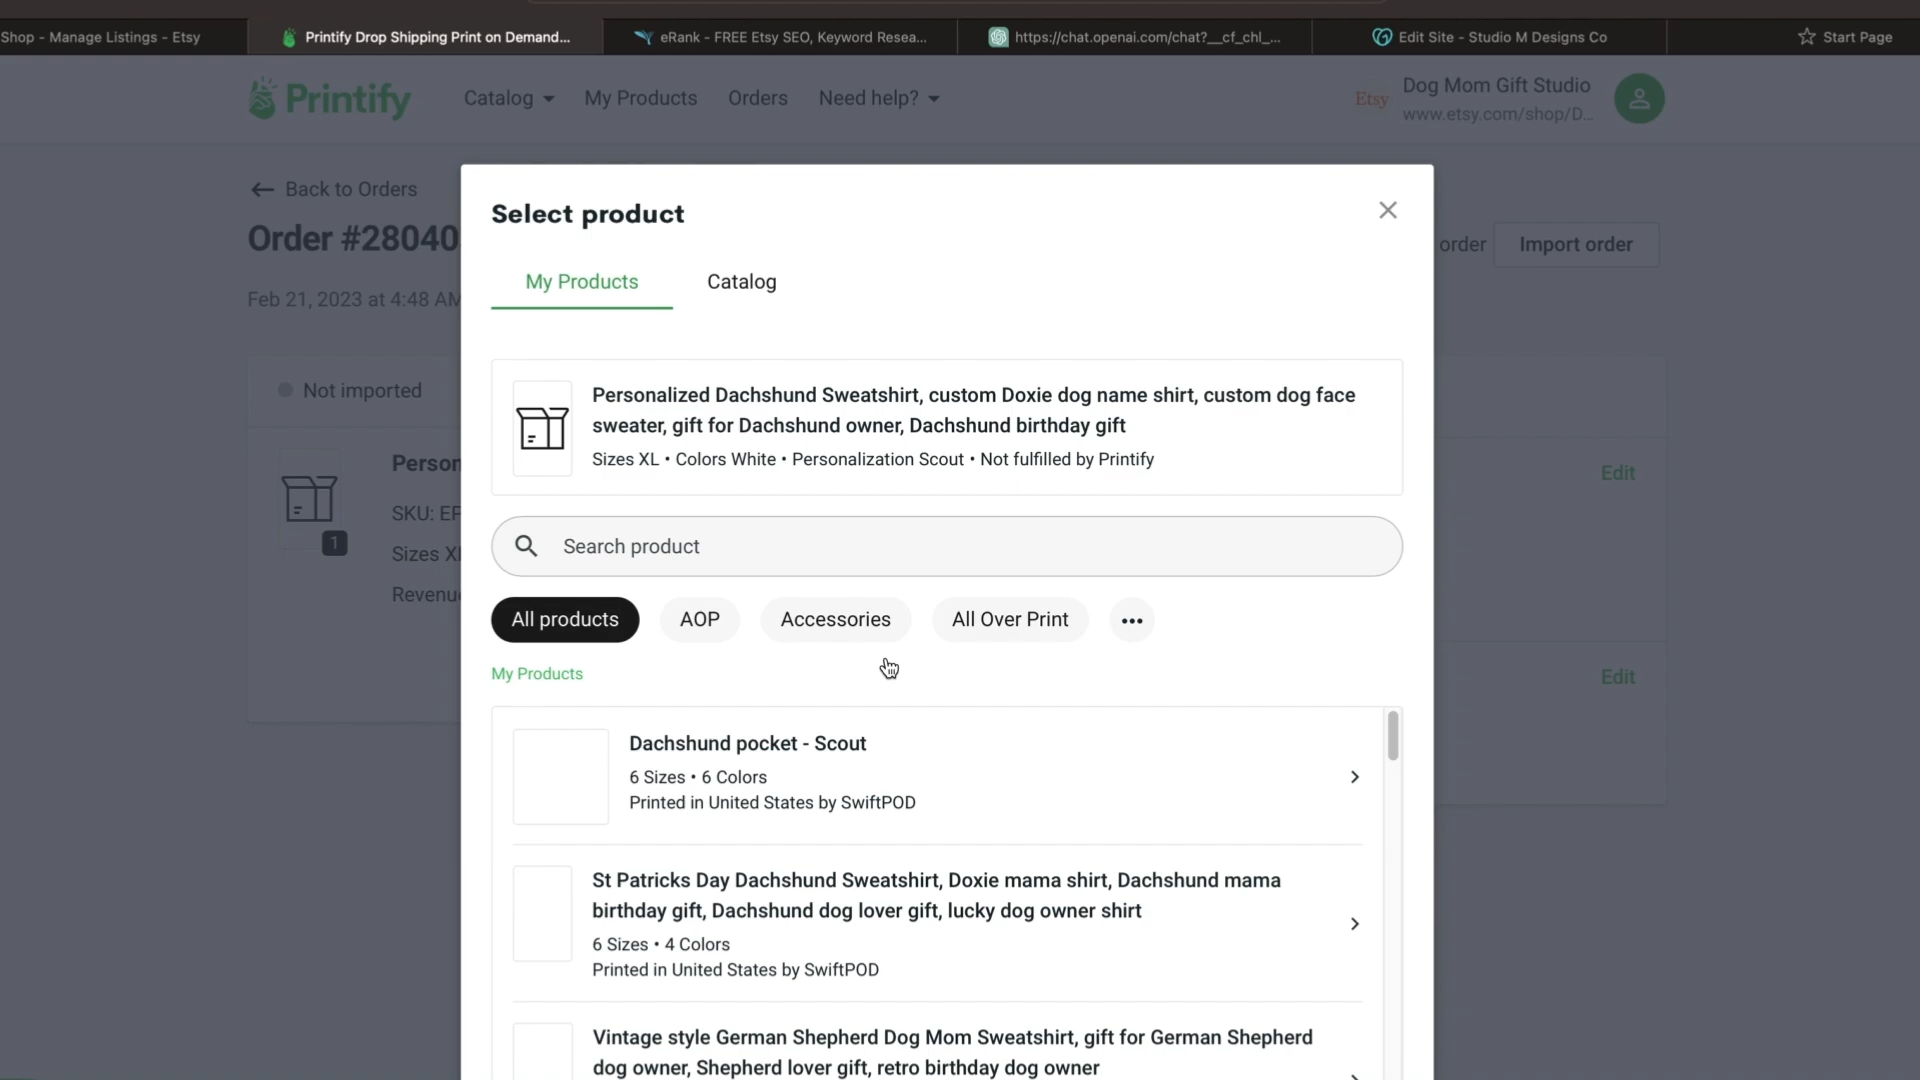 Shop - Manage Listings - Etsy
Printify Drop Shipping Print on Demand...
eRank - FREE Etsy SEO, Keyword Resea...
https://chat.openai.com/chat?__cf_chl_...
Edit Site - Studio M Designs Co
Start Page
Printify
Catalog
My Products
Orders
Need help?
Etsy
Dog Mom Gift Studio
www.etsy.com/shop/D...
Back to Orders
Order #28040
order
Import order
Feb 21, 2023 at 4:48 AM
Not imported
Person
SKU: EF
Sizes XL
Revenue
1
Edit
Edit
Select product
My Products
Catalog
Personalized Dachshund Sweatshirt, custom Doxie dog name shirt, custom dog face
sweater, gift for Dachshund owner, Dachshund birthday gift
Sizes XL • Colors White • Personalization Scout • Not fulfilled by Printify
Search product
All products
AOP
Accessories
All Over Print
•••
My Products
Dachshund pocket - Scout
6 Sizes • 6 Colors
Printed in United States by SwiftPOD
St Patricks Day Dachshund Sweatshirt, Doxie mama shirt, Dachshund mama
birthday gift, Dachshund dog lover gift, lucky dog owner shirt
6 Sizes • 4 Colors
Printed in United States by SwiftPOD
Vintage style German Shepherd Dog Mom Sweatshirt, gift for German Shepherd
dog owner, Shepherd lover gift, retro birthday dog owner